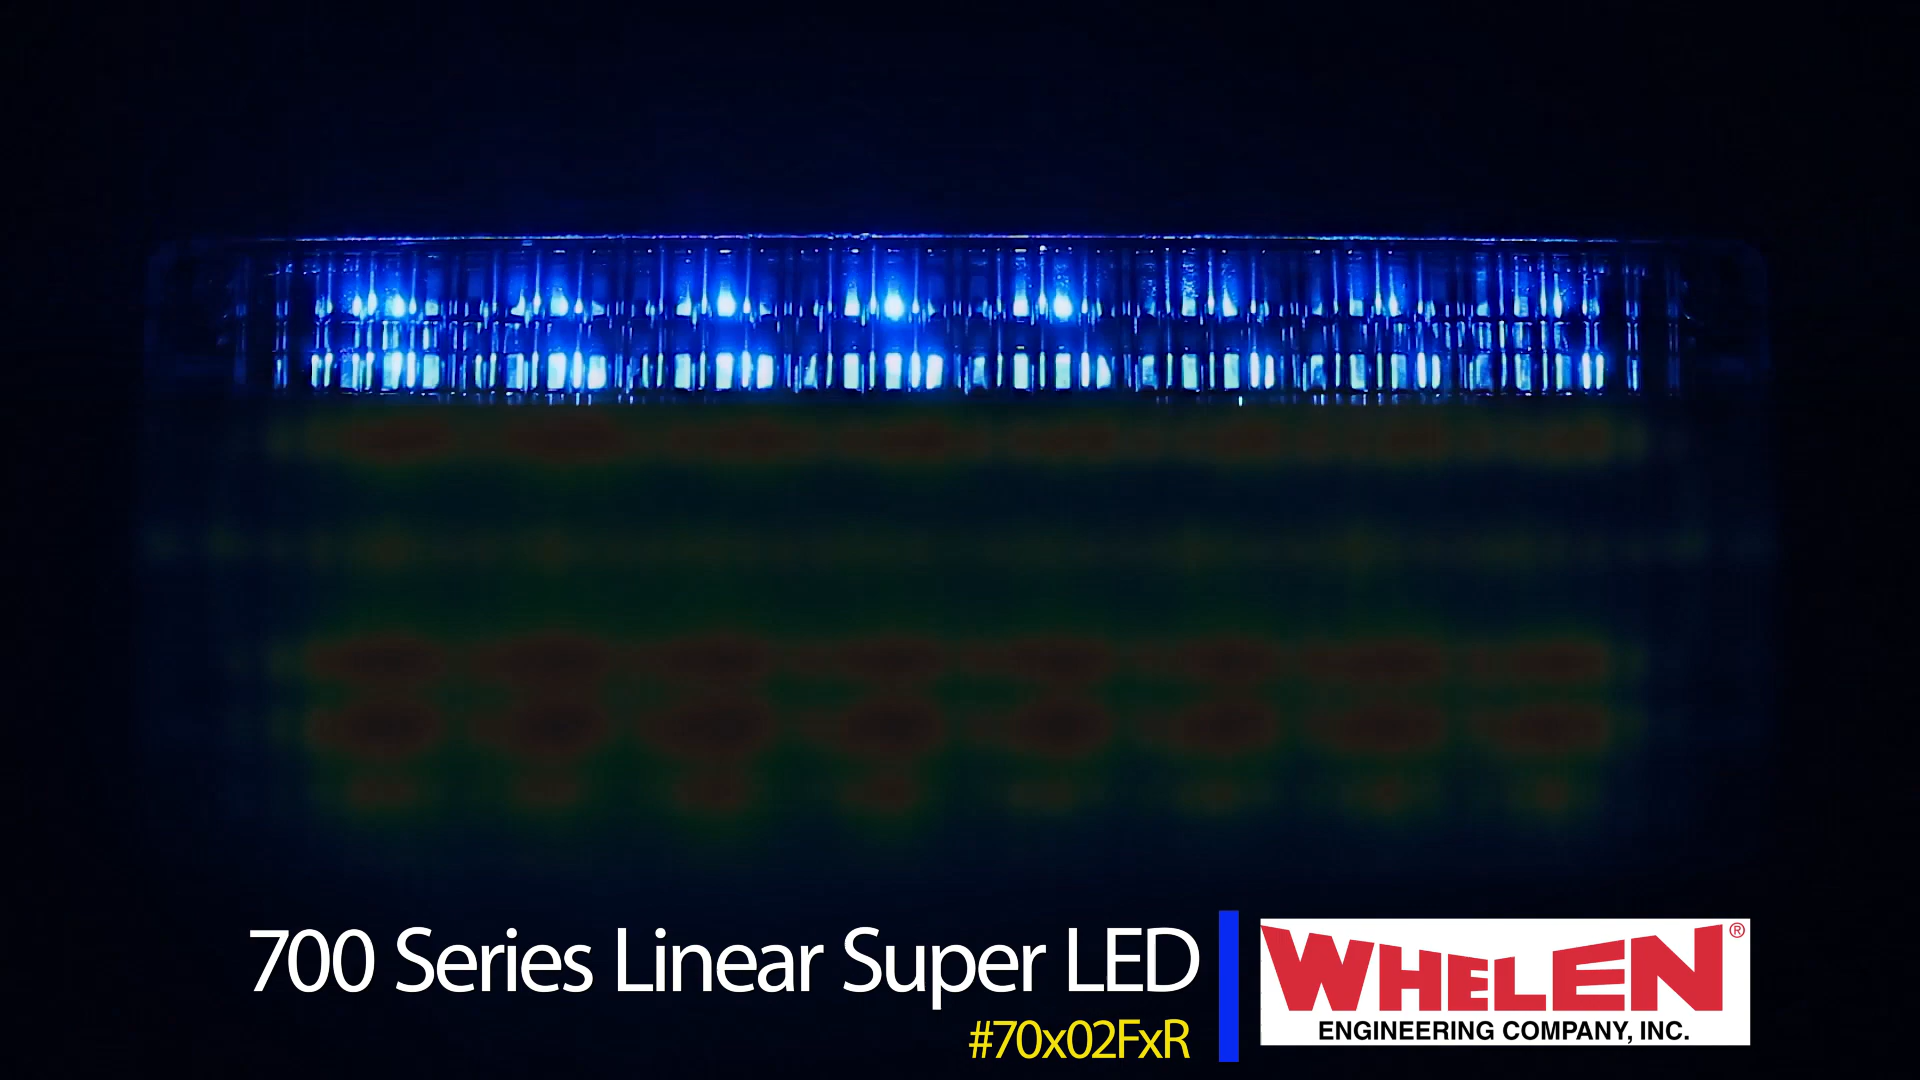 700 Series Linear Super LED
#70x02FxR
WHELEN®
ENGINEERING COMPANY, INC.